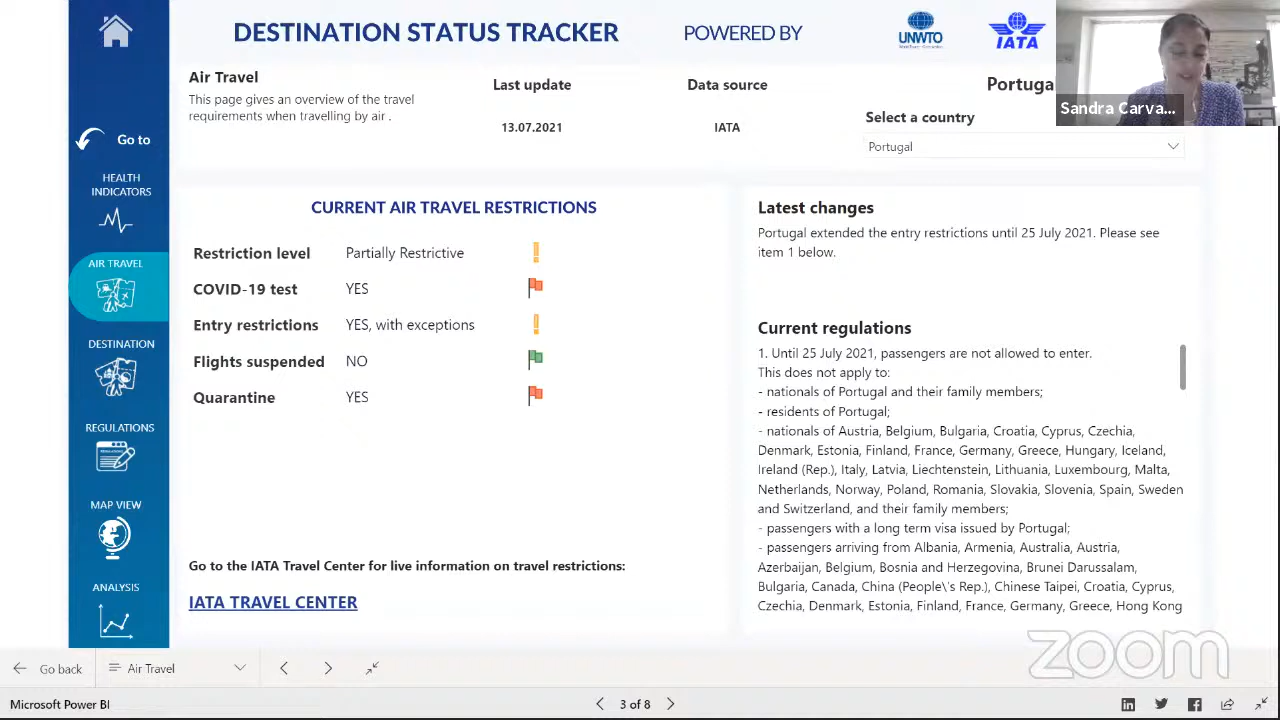 DESTINATION STATUS TRACKER
POWERED BY
UNWTO
IATA
Air Travel
This page gives an overview of the travel
requirements when travelling by air .
Last update
13.07.2021
Data source
IATA
Portuga
Select a country
Portugal
Sandra Carva...
Go to
HEALTH
INDICATORS
AIR TRAVEL
DESTINATION
REGULATIONS
MAP VIEW
ANALYSIS
CURRENT AIR TRAVEL RESTRICTIONS
Restriction level Partially Restrictive
COVID-19 test YES
Entry restrictions YES, with exceptions
Flights suspended NO
Quarantine YES
Go to the IATA Travel Center for live information on travel restrictions:
IATA TRAVEL CENTER
Latest changes
Portugal extended the entry restrictions until 25 July 2021. Please see
item 1 below.
Current regulations
1. Until 25 July 2021, passengers are not allowed to enter.
This does not apply to:
- nationals of Portugal and their family members;
- residents of Portugal;
- nationals of Austria, Belgium, Bulgaria, Croatia, Cyprus, Czechia,
Denmark, Estonia, Finland, France, Germany, Greece, Hungary, Iceland,
Ireland (Rep.), Italy, Latvia, Liechtenstein, Lithuania, Luxembourg, Malta,
Netherlands, Norway, Poland, Romania, Slovakia, Slovenia, Spain, Sweden
and Switzerland, and their family members;
- passengers with a long term visa issued by Portugal;
- passengers arriving from Albania, Armenia, Australia, Austria,
Azerbaijan, Belgium, Bosnia and Herzegovina, Brunei Darussalam,
Bulgaria, Canada, China (People\'s Rep.), Chinese Taipei, Croatia, Cyprus,
Czechia, Denmark, Estonia, Finland, France, Germany, Greece, Hong Kong
zoom
Go back
Air Travel
Microsoft Power BI
3 of 8